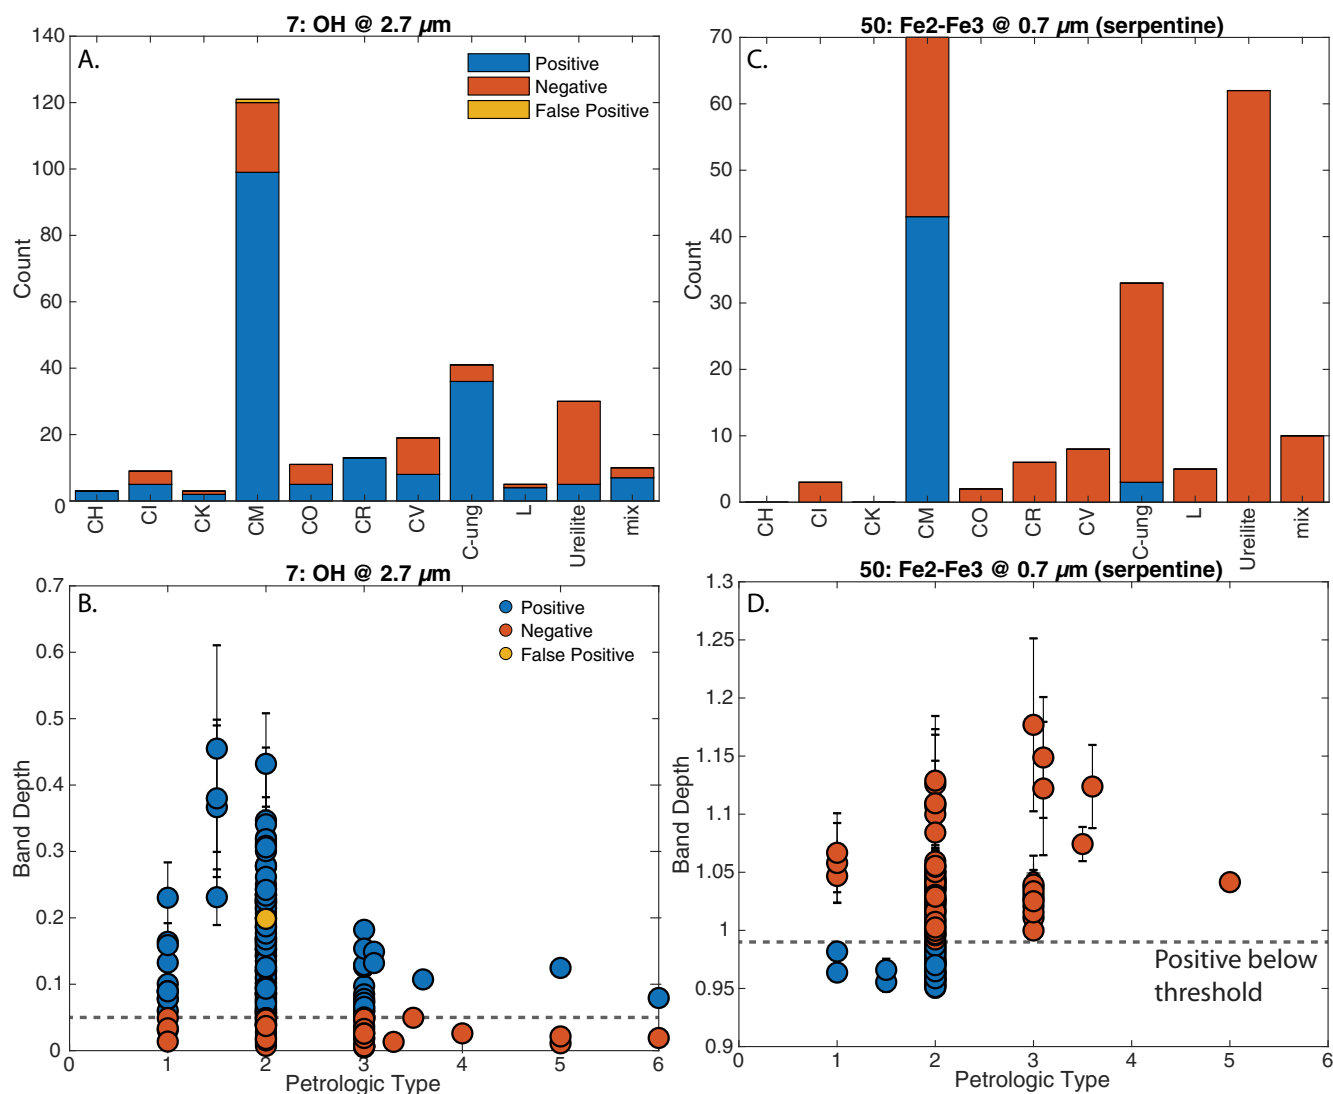 7: OH @ 2.7 µm
A.
Positive
Negative
False Positive
140
120
100
80
60
40
20
0
Count
CH
CI
CK
CM
CO
CR
CV
C-ung
L
Ureilite
mix
50: Fe2-Fe3 @ 0.7 µm (serpentine)
C.
70
60
50
40
30
20
10
0
Count
CH
CI
CK
CM
CO
CR
CV
C-ung
L
Ureilite
mix
7: OH @ 2.7 µm
B.
Positive
Negative
False Positive
0.7
0.6
0.5
0.4
0.3
0.2
0.1
0
Band Depth
0 1 2 3 4 5 6
Petrologic Type
50: Fe2-Fe3 @ 0.7 µm (serpentine)
D.
1.3
1.25
1.2
1.15
1.1
1.05
1
0.95
0.9
Band Depth
Positive below
threshold
0 1 2 3 4 5 6
Petrologic Type